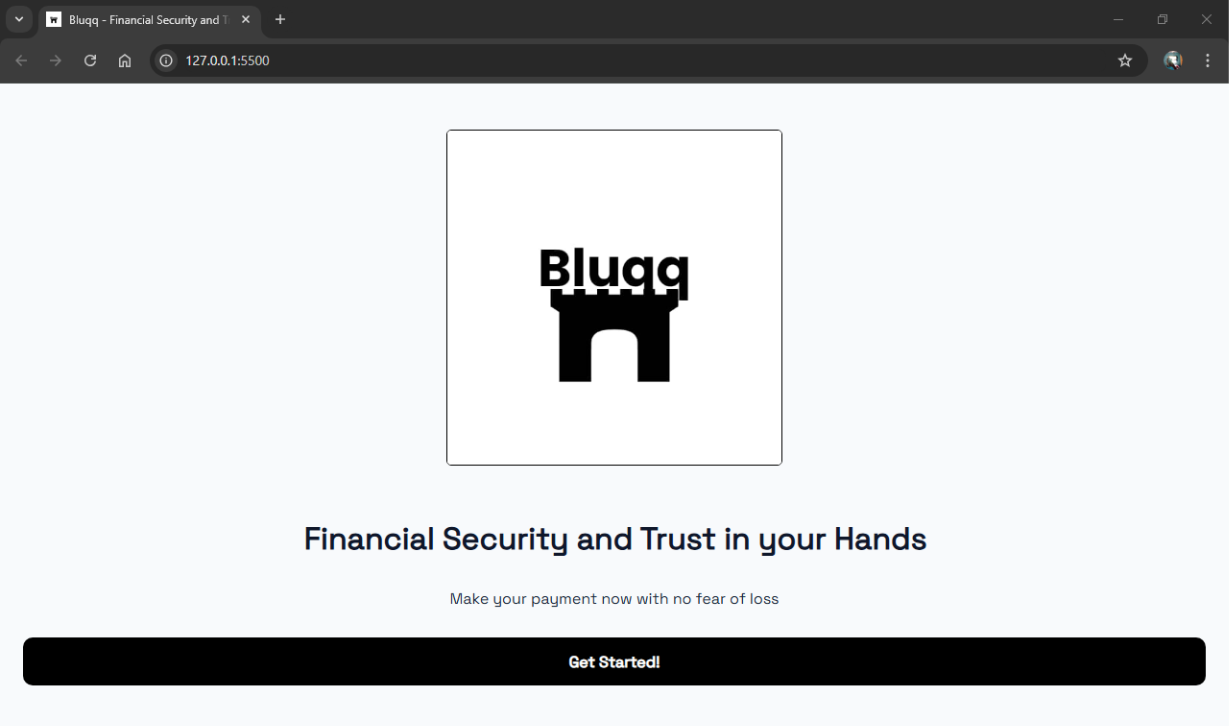 Bluqq - Financial Security and T
127.0.0.1:5500
Bluqq
Financial Security and Trust in your Hands
Make your payment now with no fear of loss
Get Started!